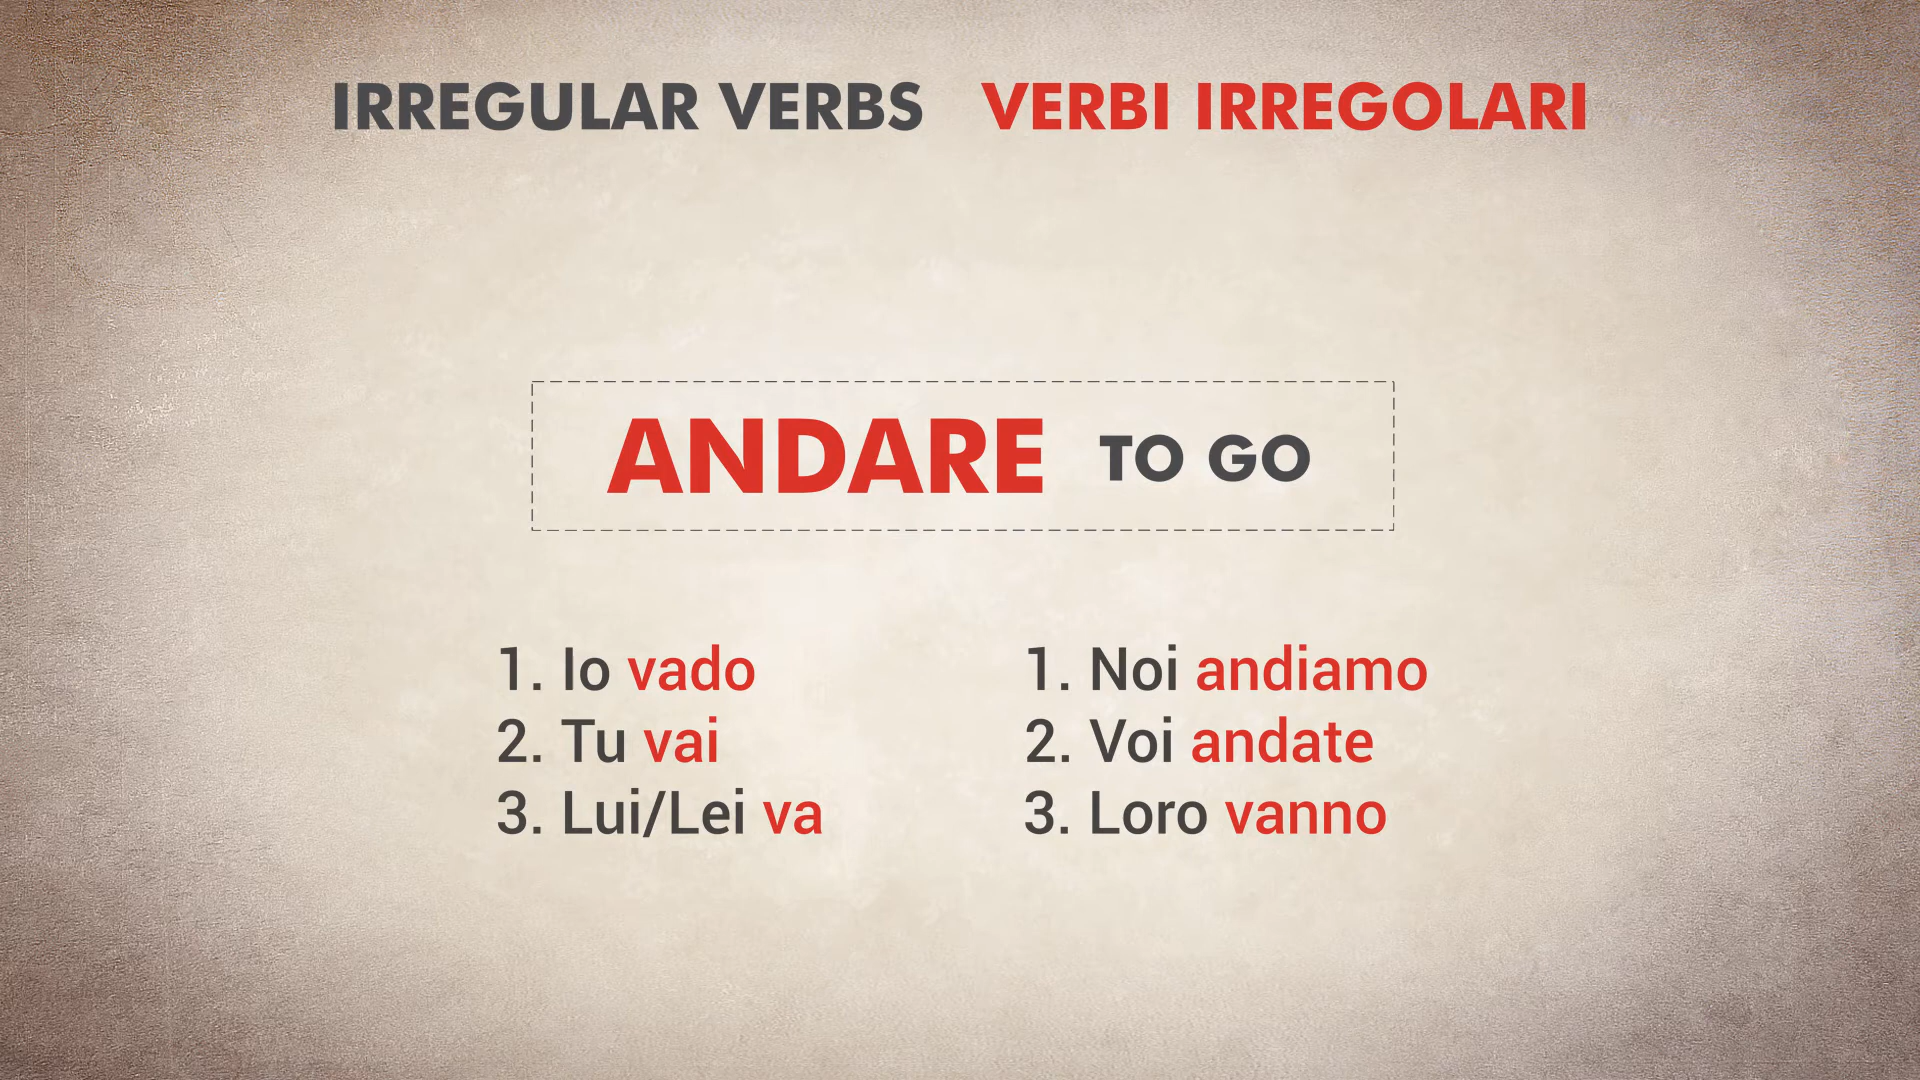 IRREGULAR VERBS VERBI IRREGOLARI
ANDARE TO GO
1. Io vado
2. Tu vai
3. Lui/Lei va
1. Noi andiamo
2. Voi andate
3. Loro vanno